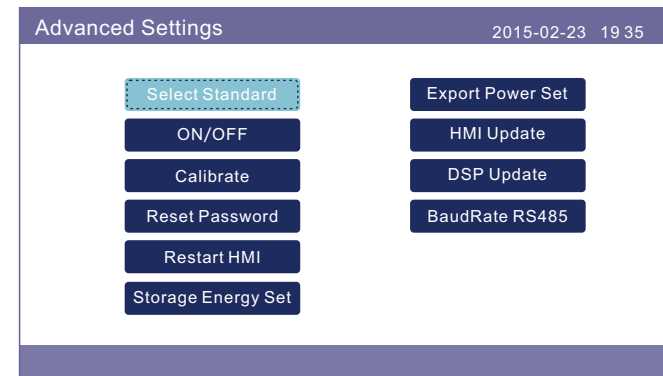 Advanced Settings
2015-02-23 19 35
Select Standard
ON/OFF
Calibrate
Reset Password
Restart HMI
Storage Energy Set
Export Power Set
HMI Update
DSP Update
BaudRate RS485